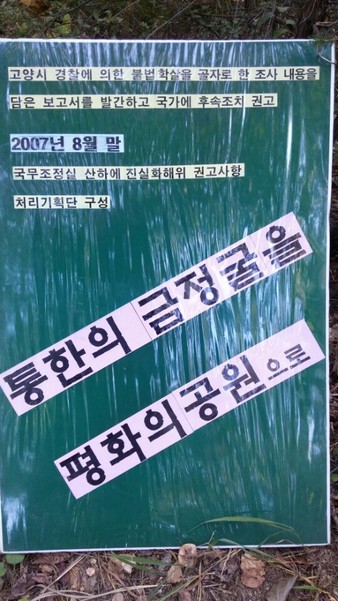 고양시 경찰에 의한 불법학살을 골자로 한 조사 내용을
담은 보고서를 발간하고 국가에 후속조치 권고
2007년 8월 말
국무조정실 산하에 진실화해위 권고사항
처리기획단 구성
통한의 금정굴을
평화의공원으로